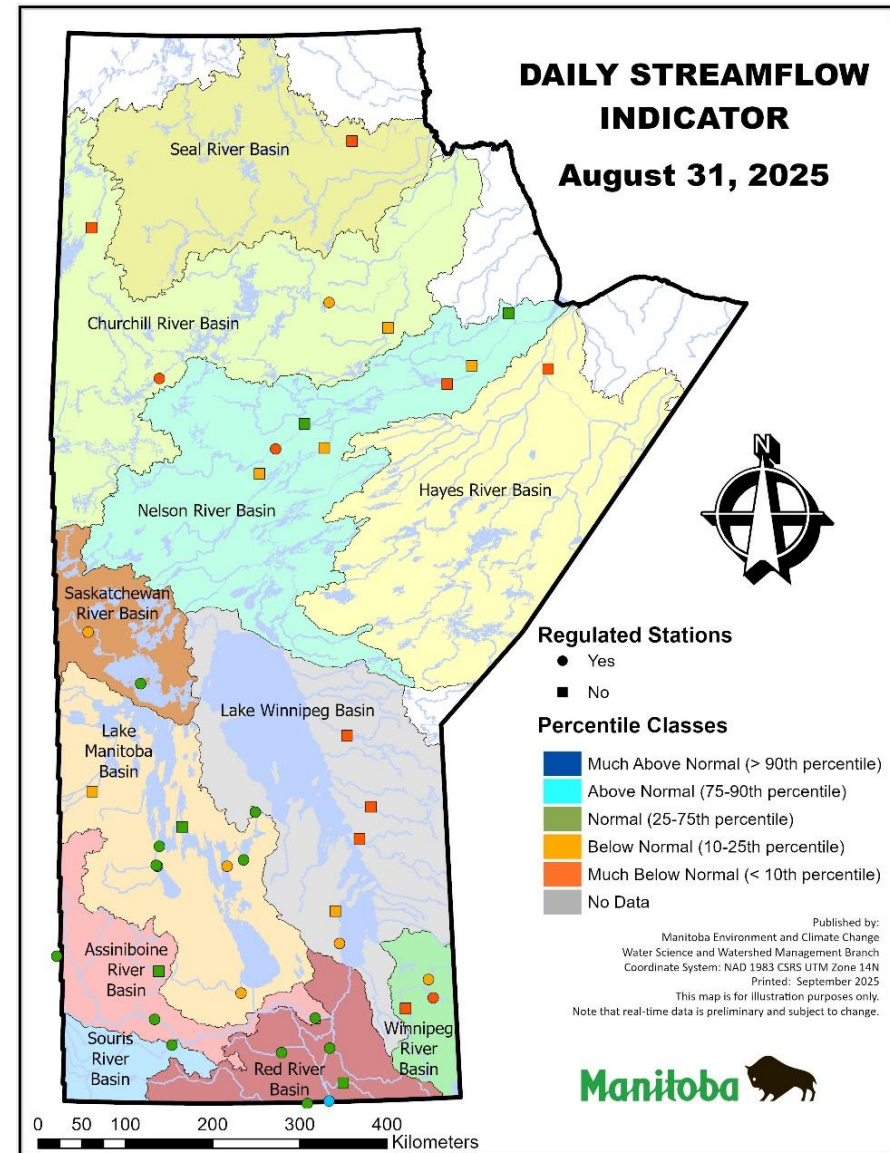 DAILY STREAMFLOW
INDICATOR
August 31, 2025
Seal River Basin
Churchill River Basin
Nelson River Basin
Hayes River Basin
N
Saskatchewan
River Basin
Lake Winnipeg Basin
Lake
Manitoba
Basin
Assiniboine
River
Basin
Souris
River
Basin
Red River
Basin
Winnipeg
River
Basin
Regulated Stations
Yes
No
Percentile Classes
Much Above Normal (> 90th percentile)
Above Normal (75-90th percentile)
Normal (25-75th percentile)
Below Normal (10-25th percentile)
Much Below Normal (< 10th percentile)
No Data
Published by:
Manitoba Environment and Climate Change
Water Science and Watershed Management Branch
Coordinate System: NAD 1983 CSRS UTM Zone 14N
Printed: September 2025
This map is for illustration purposes only.
Note that real-time data is preliminary and subject to change.
Manitoba
0 50 100 200 300 400
Kilometers